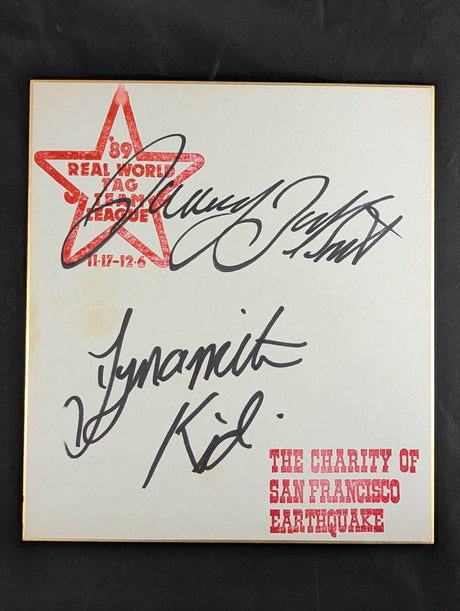 '89
REAL WORLD
TAG
TEAM
LEAGUE
11·17-12·6
Dynamite
Kid
THE CHARITY OF
SAN FRANCISCO
EARTHQUAKE